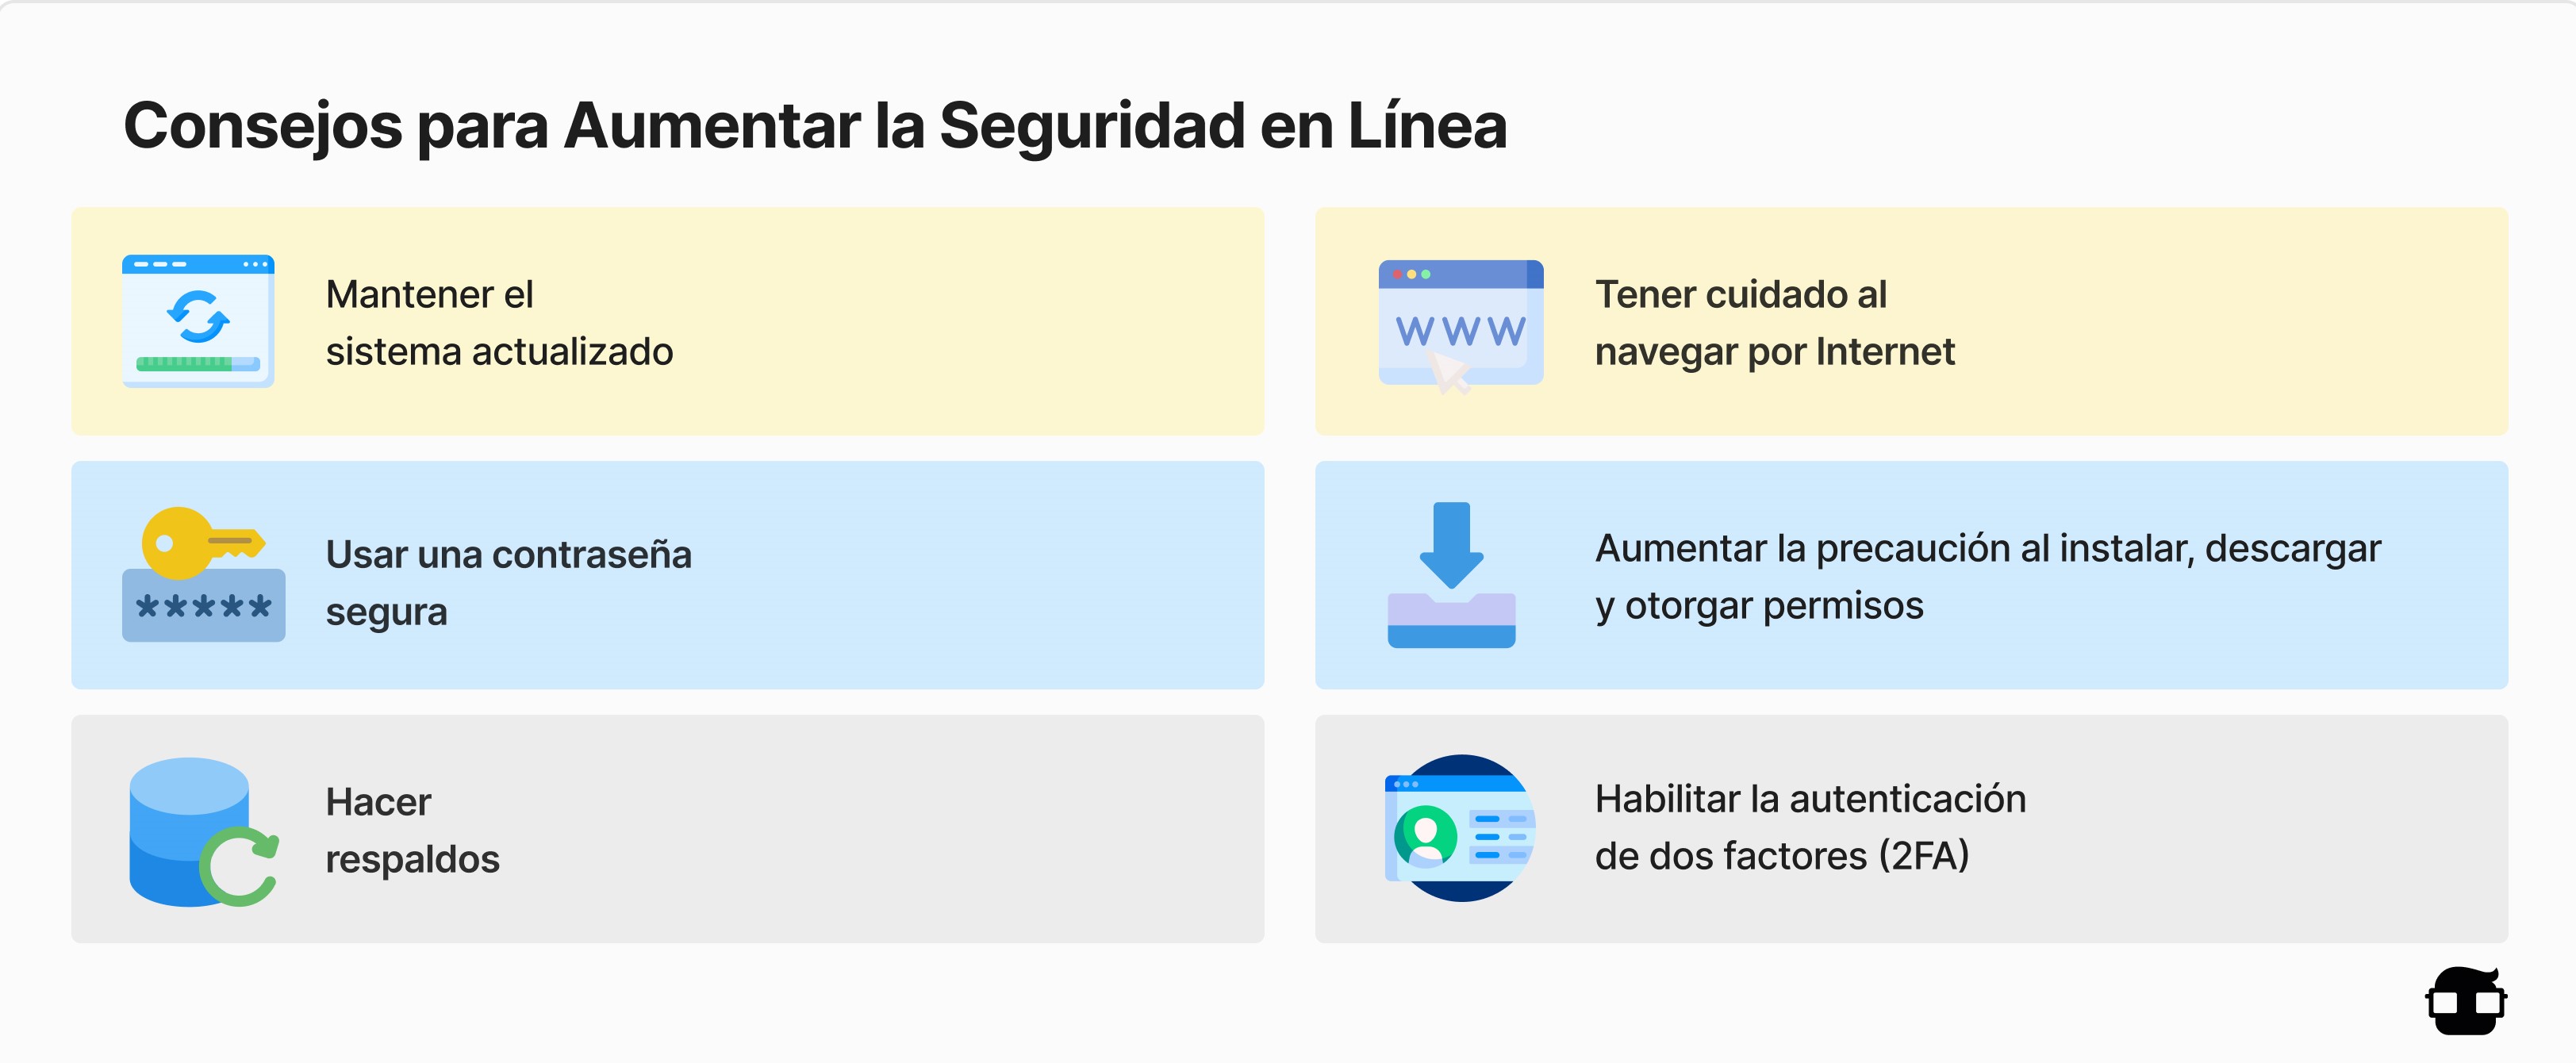 Consejos para Aumentar la Seguridad en Línea
Mantener el
sistema actualizado
Tener cuidado al
navegar por Internet
WWW
Usar una contraseña
segura
*****
Aumentar la precaución al instalar, descargar
y otorgar permisos
Hacer
respaldos
Habilitar la autenticación
de dos factores (2FA)